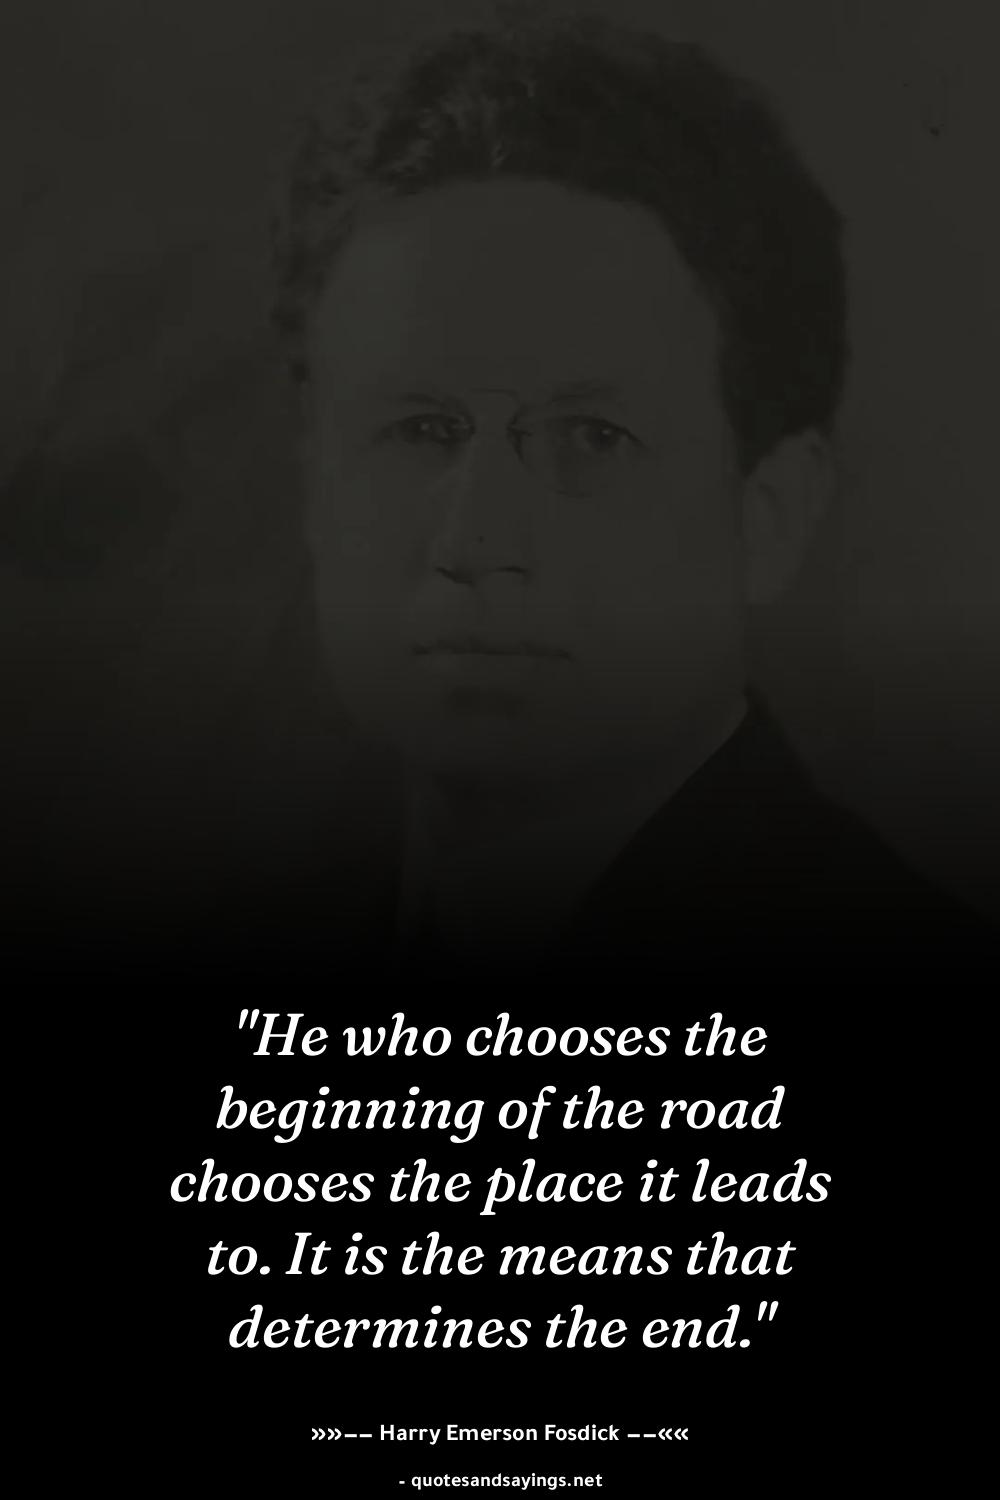 "He who chooses the
beginning of the road
chooses the place it leads
to. It is the means that
determines the end."
»»–– Harry Emerson Fosdick ––««
- quotesandsayings.net